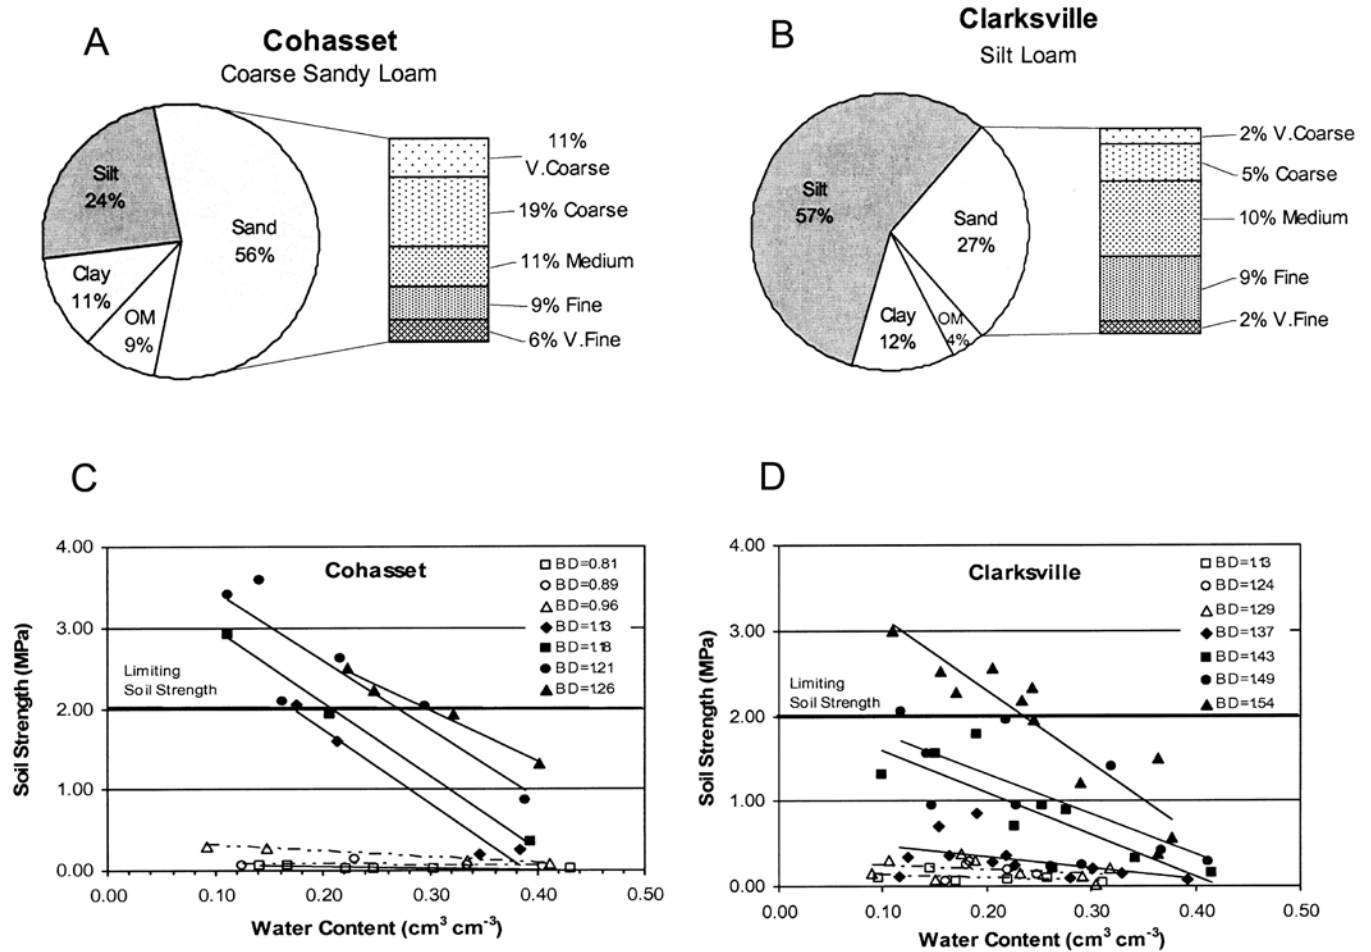 A
Cohasset
Coarse Sandy Loam
Silt
24%
Sand
56%
Clay
11%
OM
9%
11%
V.Coarse
19% Coarse
11% Medium
9% Fine
6% V.Fine
B
Clarksville
Silt Loam
Silt
57%
Sand
27%
Clay
12%
OM
4%
2% V.Coarse
5% Coarse
10% Medium
9% Fine
2% V.Fine
C
Cohasset
Soil Strength (MPa)
4.00
3.00
2.00
1.00
0.00
Limiting
Soil Strength
BD=0.81
BD=0.89
BD=0.96
BD=1.13
BD=1.18
BD=1.21
BD=1.26
0.00 0.10 0.20 0.30 0.40 0.50
Water Content (cm³ cm⁻³)
D
Clarksville
Soil Strength (MPa)
4.00
3.00
2.00
1.00
0.00
Limiting
Soil Strength
BD=1.13
BD=1.24
BD=1.29
BD=1.37
BD=1.43
BD=1.49
BD=1.54
0.00 0.10 0.20 0.30 0.40 0.50
Water Content (cm³ cm⁻³)